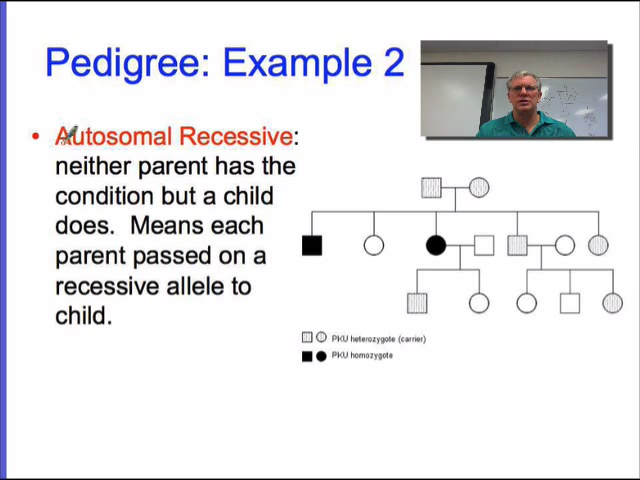 Pedigree: Example 2
• Autosomal Recessive:
neither parent has the
condition but a child
does. Means each
parent passed on a
recessive allele to
child.
PKU heterozygote (carrier)
PKU homozygote